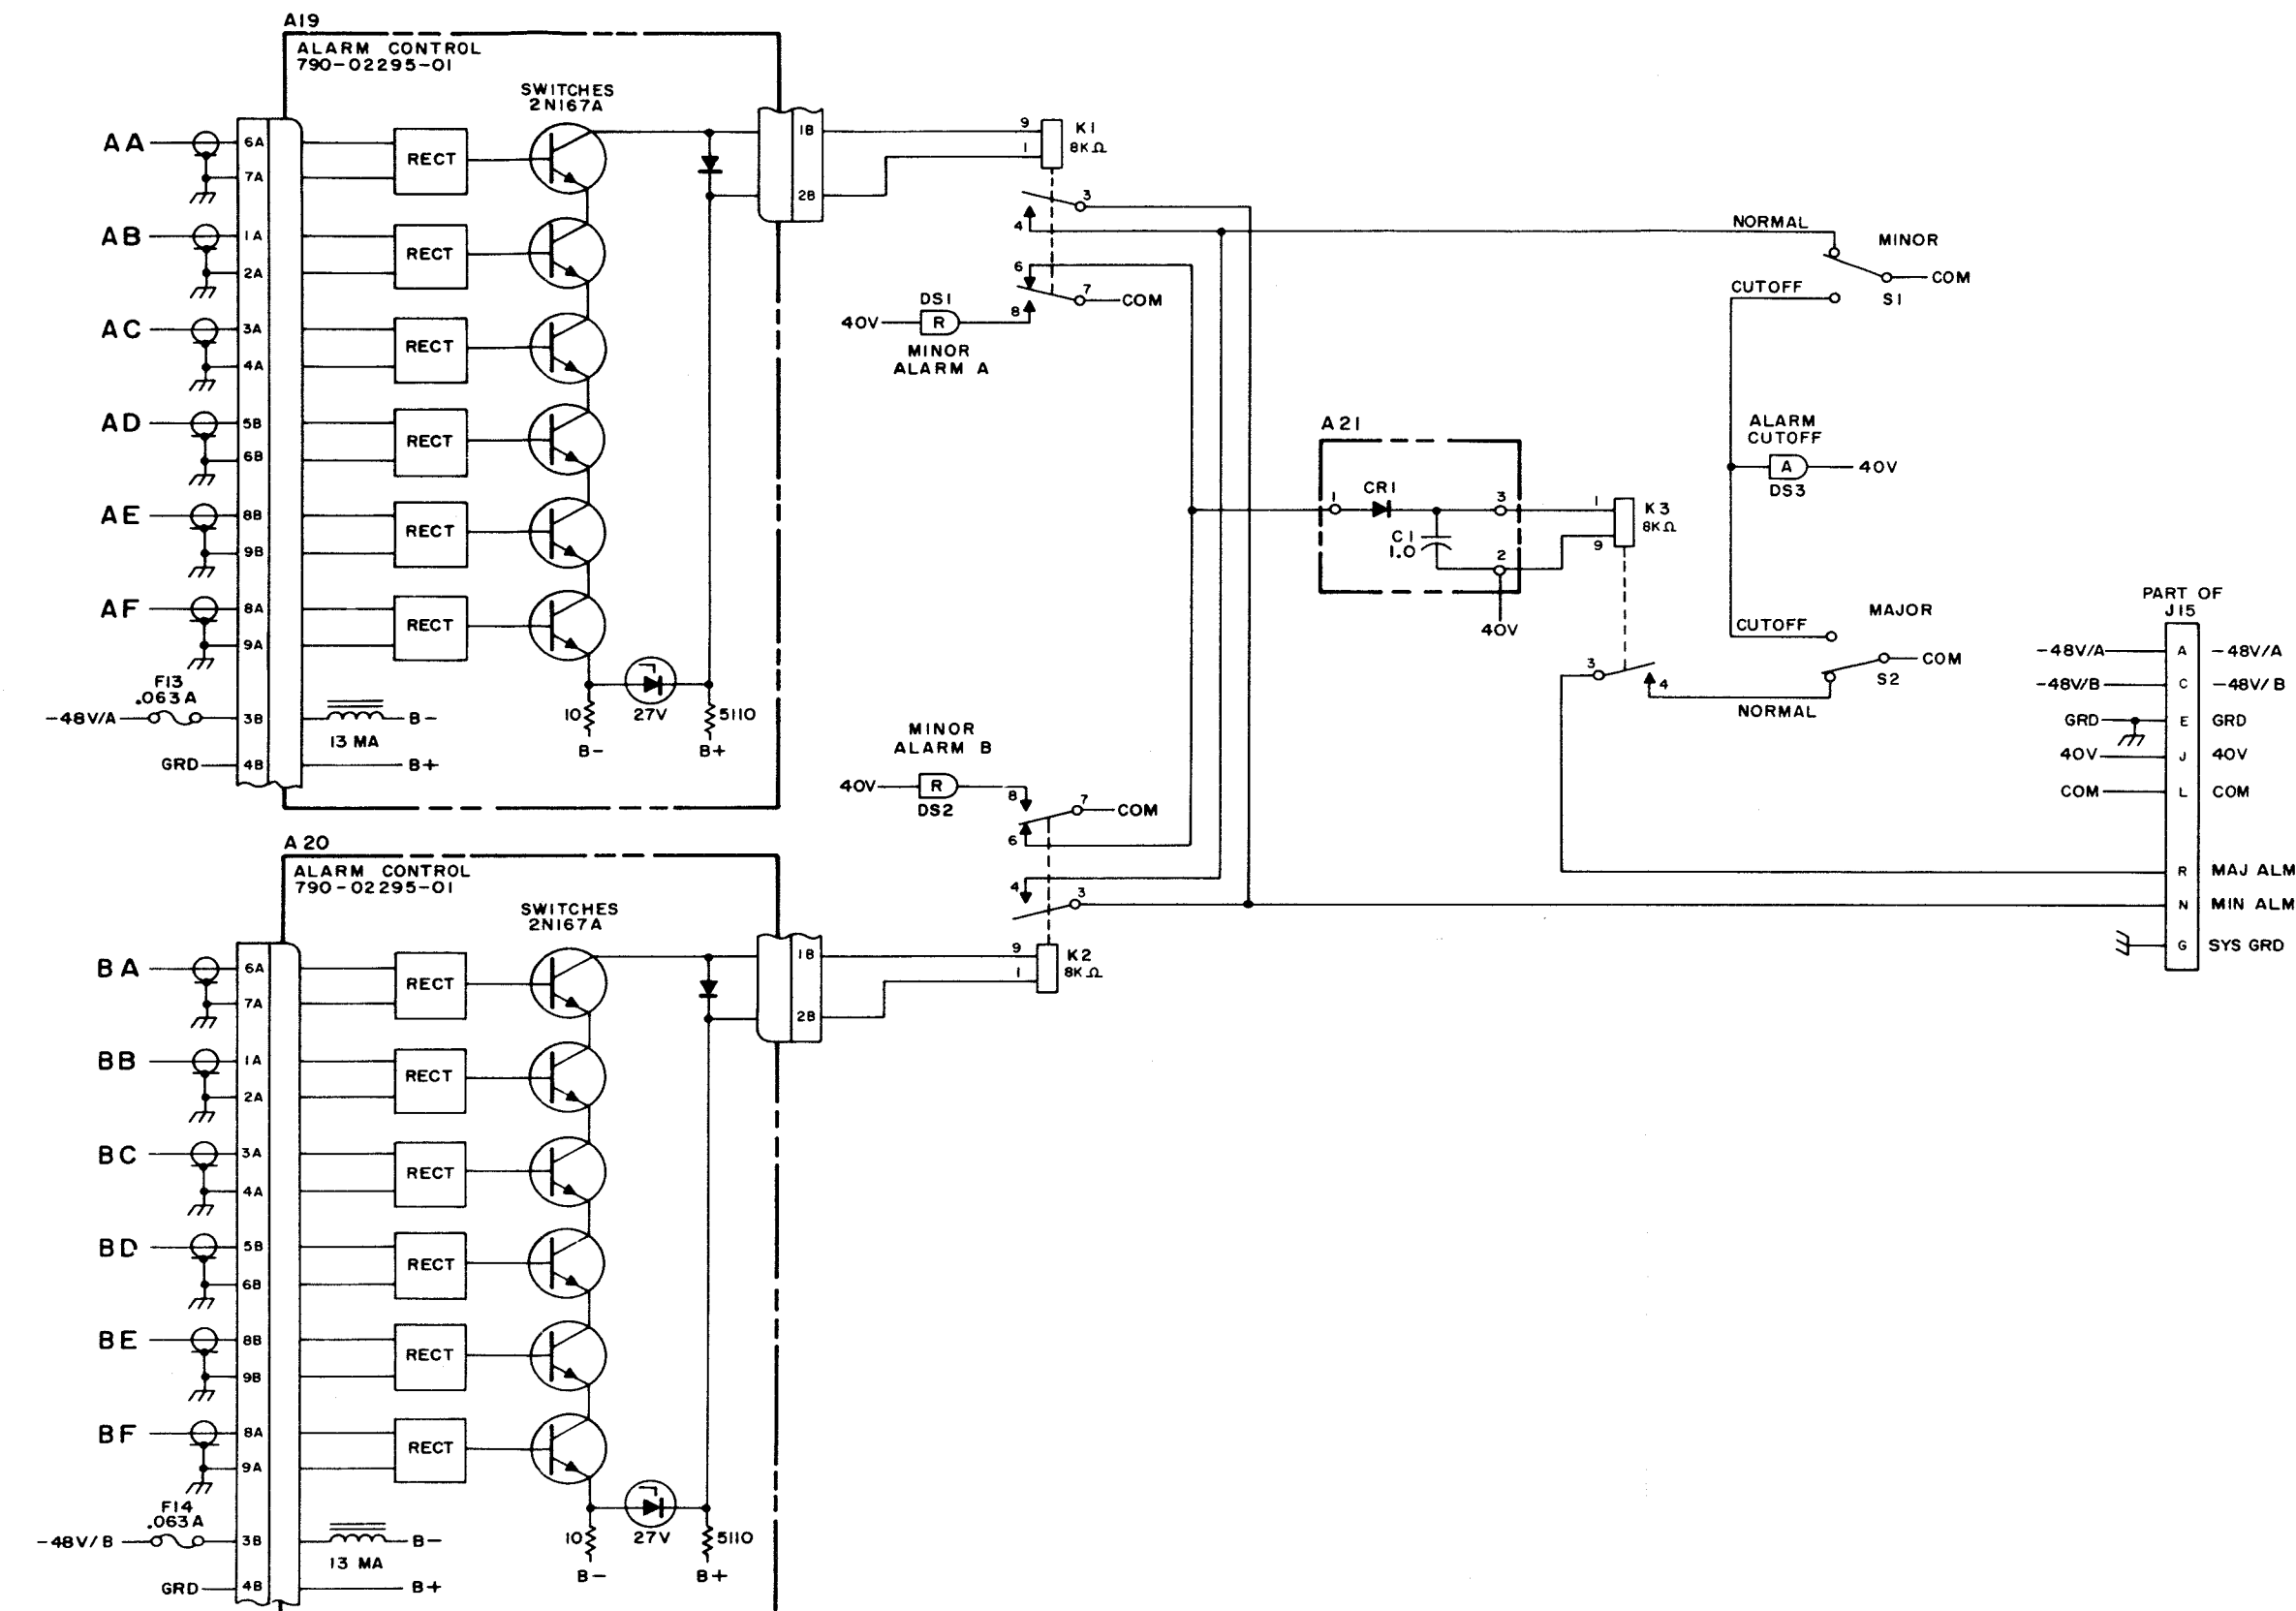 A19
ALARM CONTROL
790-02295-01
SWITCHES
2N167A
AA
6A
7A
RECT
AB
1A
2A
RECT
AC
3A
4A
RECT
AD
5B
6B
RECT
AE
8B
9B
RECT
AF
8A
9A
RECT
F13
.063A
-48V/A
3B
13 MA
B-
GRD
4B
B+
10
27V
5110
B-
B+
1B
2B
9
1
K1
8KΩ
3
4
6
7
COM
8
40V
DS1
R
MINOR
ALARM A
NORMAL
MINOR
COM
CUTOFF
S1
ALARM
CUTOFF
A
40V
DS3
A21
1
CR1
3
C1
1.0
2
40V
1
K3
8KΩ
9
3
4
NORMAL
CUTOFF
MAJOR
COM
S2
MINOR
ALARM B
40V
R
DS2
8
7
COM
6
4
3
9
1
K2
8KΩ
PART OF
J15
-48V/A
A
-48V/A
-48V/B
C
-48V/B
GRD
E
GRD
40V
J
40V
COM
L
COM
R
MAJ ALM
N
MIN ALM
G
SYS GRD
A20
ALARM CONTROL
790-02295-01
SWITCHES
2N167A
BA
6A
7A
RECT
BB
1A
2A
RECT
BC
3A
4A
RECT
BD
5B
6B
RECT
BE
8B
9B
RECT
BF
8A
9A
RECT
F14
.063A
-48V/B
3B
13 MA
B-
GRD
4B
B+
10
27V
5110
B-
B+
1B
2B